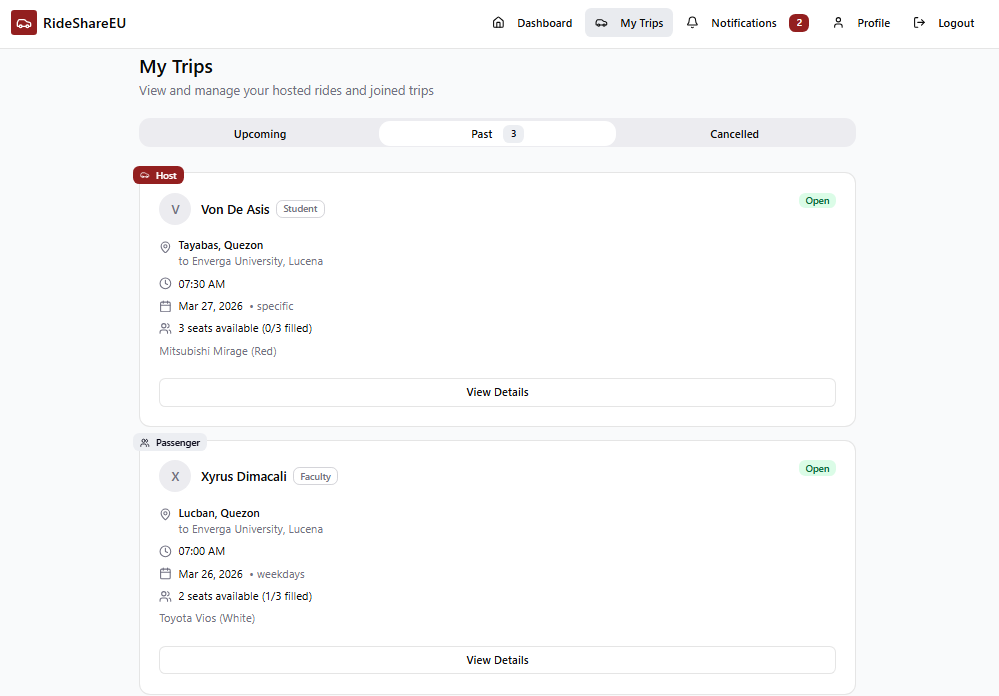 RideShareEU
Dashboard
My Trips
Notifications 2
Profile
Logout
My Trips
View and manage your hosted rides and joined trips
Upcoming
Past 3
Cancelled
Host
V
Von De Asis
Student
Open
Tayabas, Quezon
to Enverga University, Lucena
07:30 AM
Mar 27, 2026 • specific
3 seats available (0/3 filled)
Mitsubishi Mirage (Red)
View Details
Passenger
X
Xyrus Dimacali
Faculty
Open
Lucban, Quezon
to Enverga University, Lucena
07:00 AM
Mar 26, 2026 • weekdays
2 seats available (1/3 filled)
Toyota Vios (White)
View Details